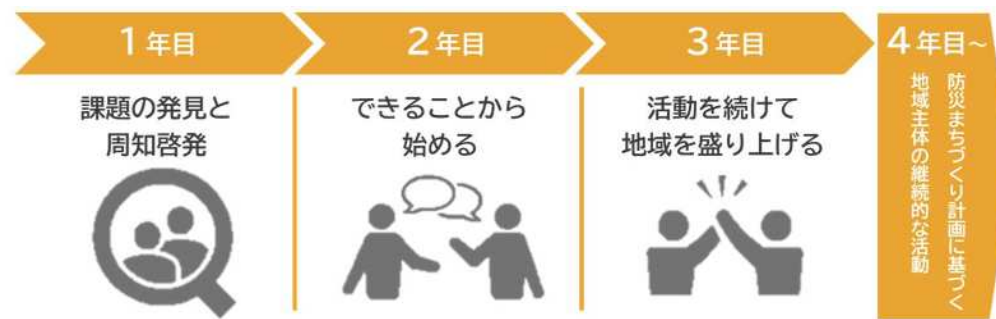 1年目
課題の発見と
周知啓発
2年目
できることから
始める
3年目
活動を続けて
地域を盛り上げる
4年目～
防災まちづくり計画に基づく
地域主体の継続的な活動